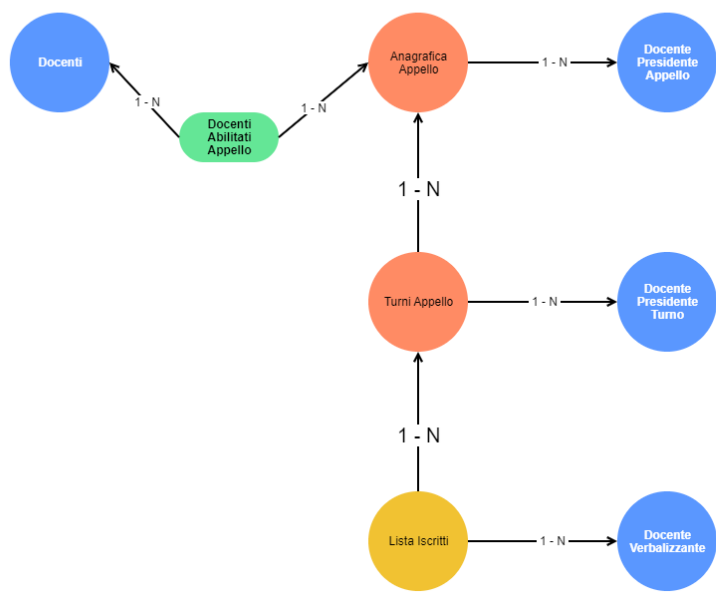 Docenti
Anagrafica
Appello
1 - N
Docente
Presidente
Appello
1 - N
1 - N
Docenti
Abilitati
Appello
1 - N
Turni Appello
1 - N
Docente
Presidente
Turno
1 - N
Lista Iscritti
1 - N
Docente
Verbalizzante